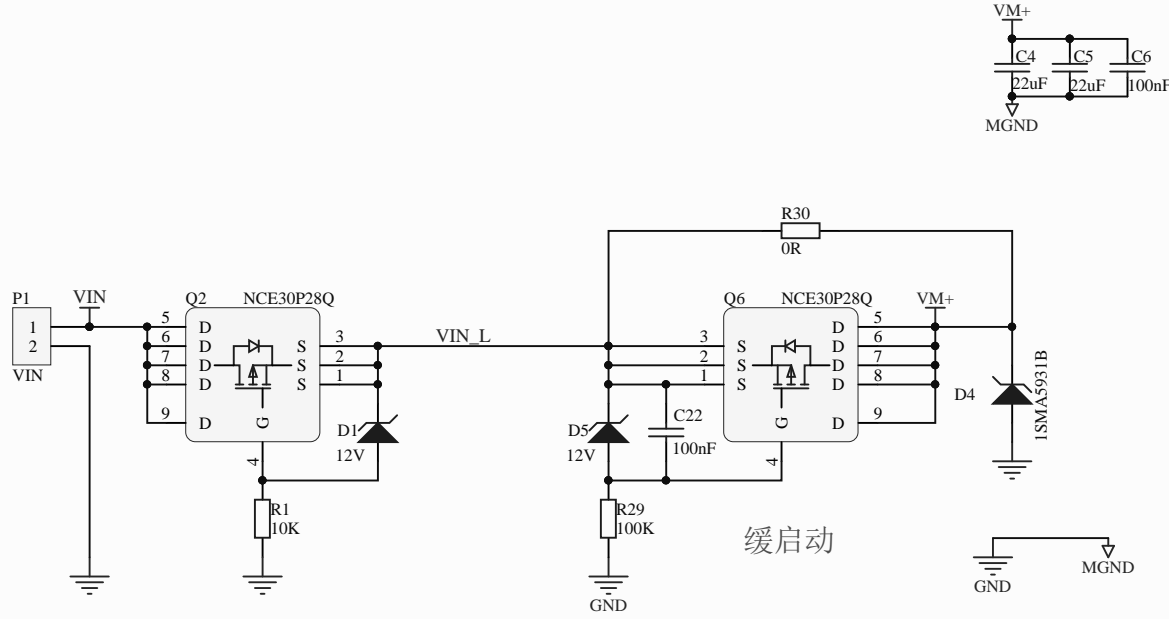 VM+
C4
C5
C6
22uF
22uF
100nF
MGND
R30
0R
P1
VIN
Q2
NCE30P28Q
Q6
NCE30P28Q
VM+
1
2
VIN
5
6
7
8
9
D
D
D
D
D
S
S
S
3
2
1
G
4
VIN_L
3
2
1
S
S
S
D
D
D
D
D
5
6
7
8
9
G
4
D1
12V
D5
12V
C22
100nF
D4
1SMA5931B
R1
10K
R29
100K
缓启动
GND
GND
MGND